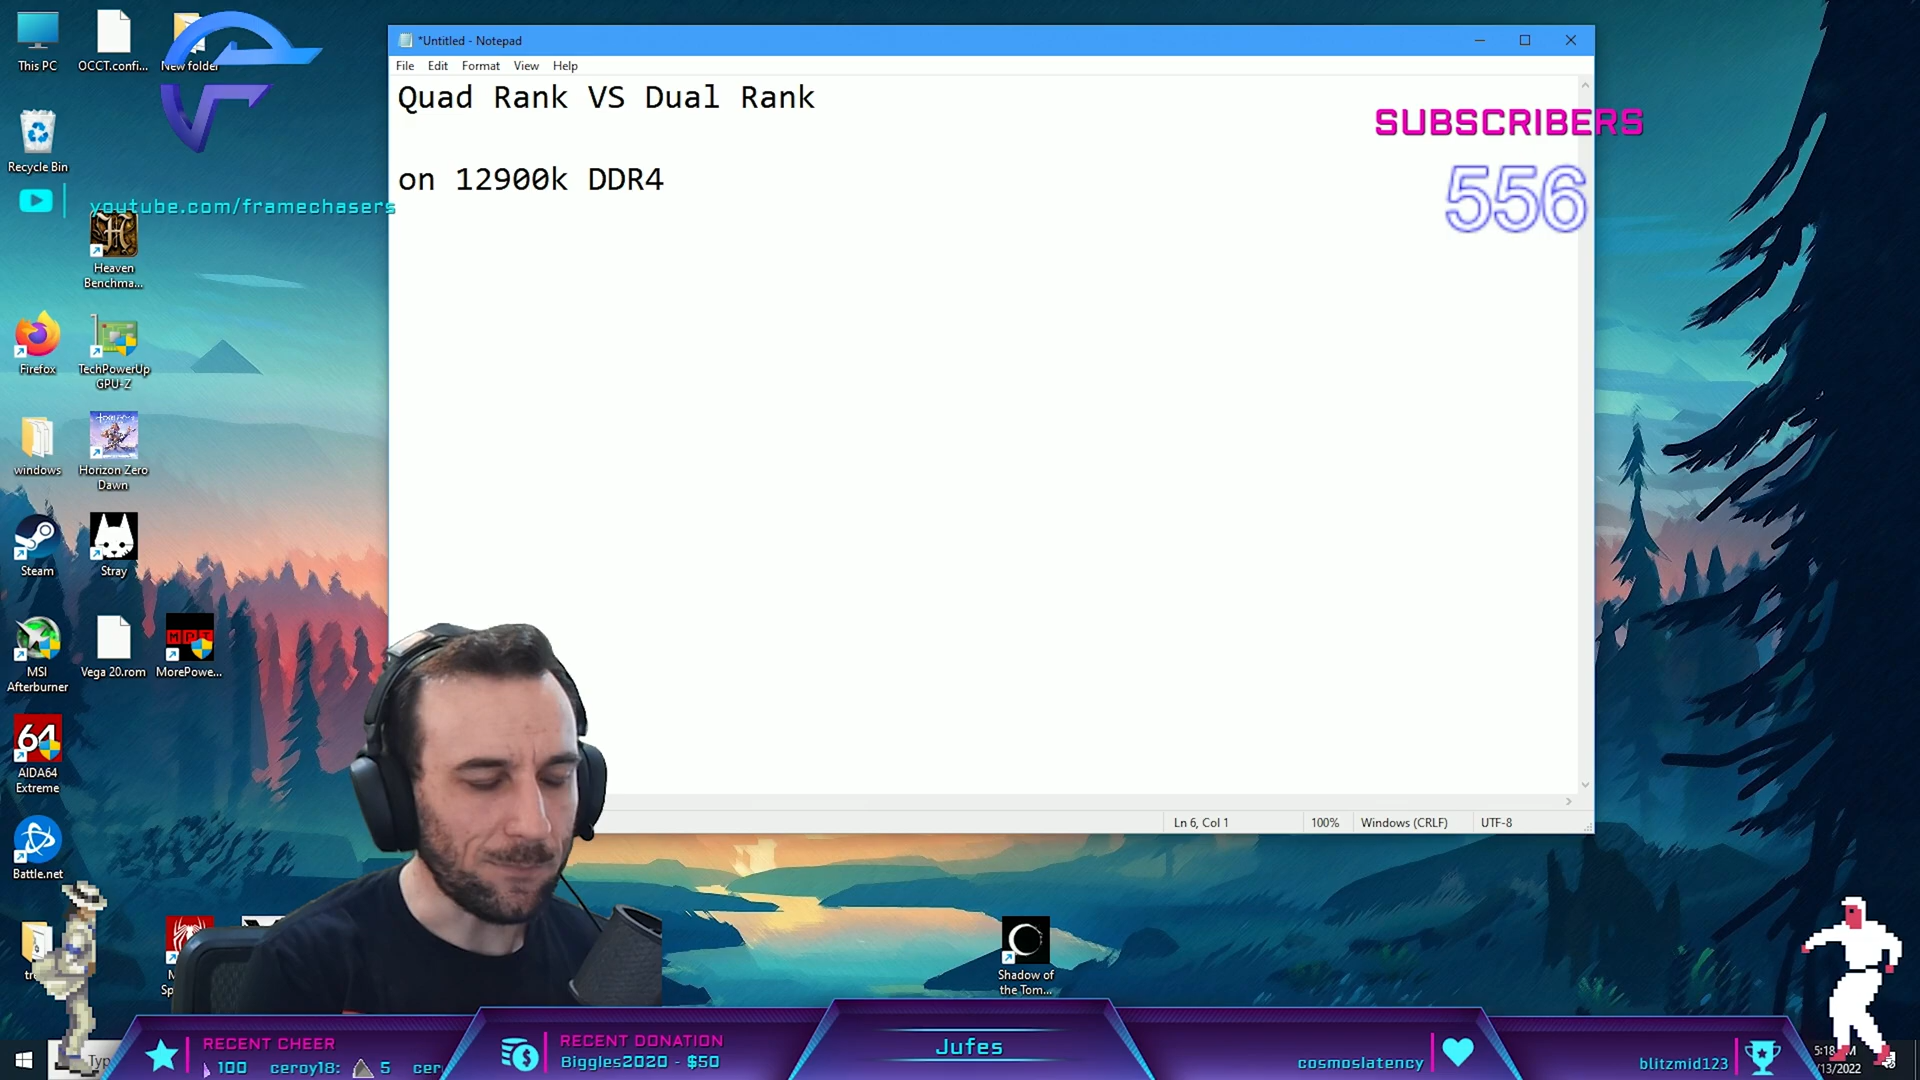 *Untitled - Notepad
File Edit Format View Help
Quad Rank VS Dual Rank
on 12900k DDR4
Ln 6, Col 1 100% Windows (CRLF) UTF-8
SUBSCRIBERS
556
This PC
OCCT.confi...
New folder
Recycle Bin
youtube.com/framechasers
Heaven
Benchma...
Firefox
TechPowerUp
GPU-Z
windows
Horizon Zero
Dawn
Steam
Stray
MSI
Afterburner
Vega 20.rom
MPT
MorePowe...
64
AIDA64
Extreme
Battle.net
Shadow of
the Tom...
RECENT CHEER
100 ceroy18: 5 cer
RECENT DONATION
Biggles2020 - $50
Jufes
cosmoslatency
blitzmid123